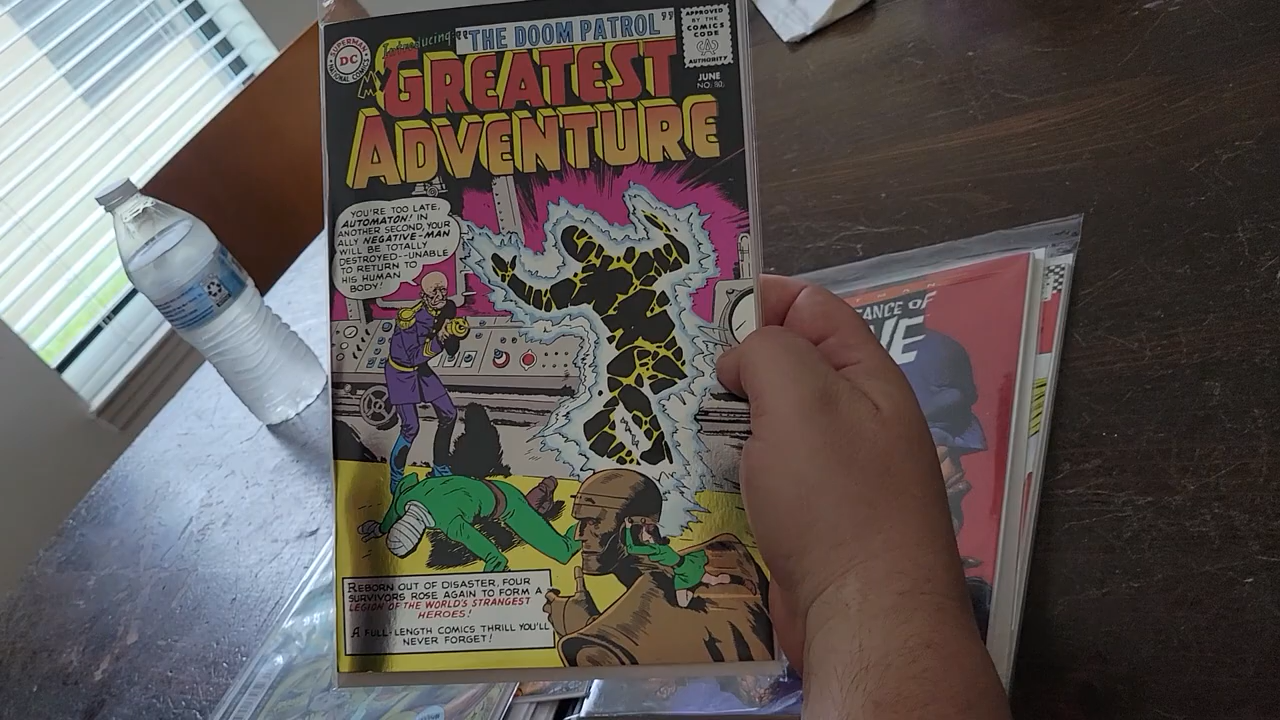 Introducing--"THE DOOM PATROL"
SUPERMAN
DC
NATIONAL COMICS
APPROVED
BY THE
COMICS
CODE
CA
AUTHORITY
MY
GREATEST
ADVENTURE
JUNE
NO. 80
YOU'RE TOO LATE,
AUTOMATON! IN
ANOTHER SECOND, YOUR
ALLY NEGATIVE-MAN
WILL BE TOTALLY
DESTROYED--UNABLE
TO RETURN TO
HIS HUMAN
BODY!
REBORN OUT OF DISASTER, FOUR
SURVIVORS ROSE AGAIN TO FORM A
LEGION OF THE WORLD'S STRANGEST
HEROES!
A FULL-LENGTH COMICS THRILL YOU'LL
NEVER FORGET!
OF